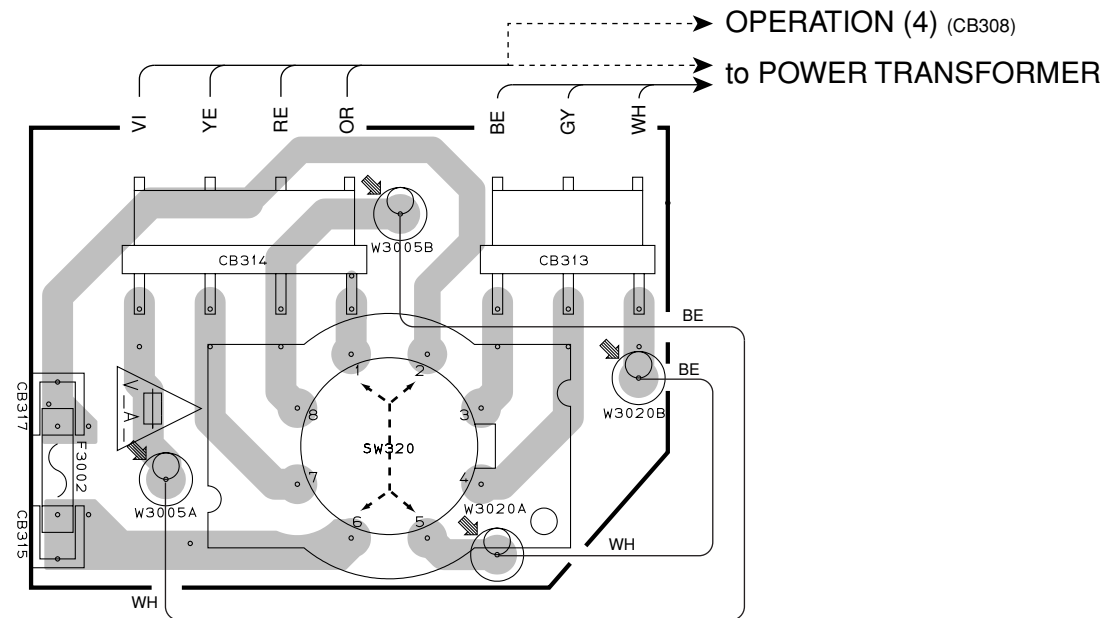 OPERATION (4) (CB308)
to POWER TRANSFORMER
VI
YE
RE
OR
BE
GY
WH
W3005B
CB314
CB313
BE
BE
1
2
CB317
V
A
8
3
W3020B
SW320
F3002
7
4
W3005A
W3020A
CB315
6
5
WH
WH